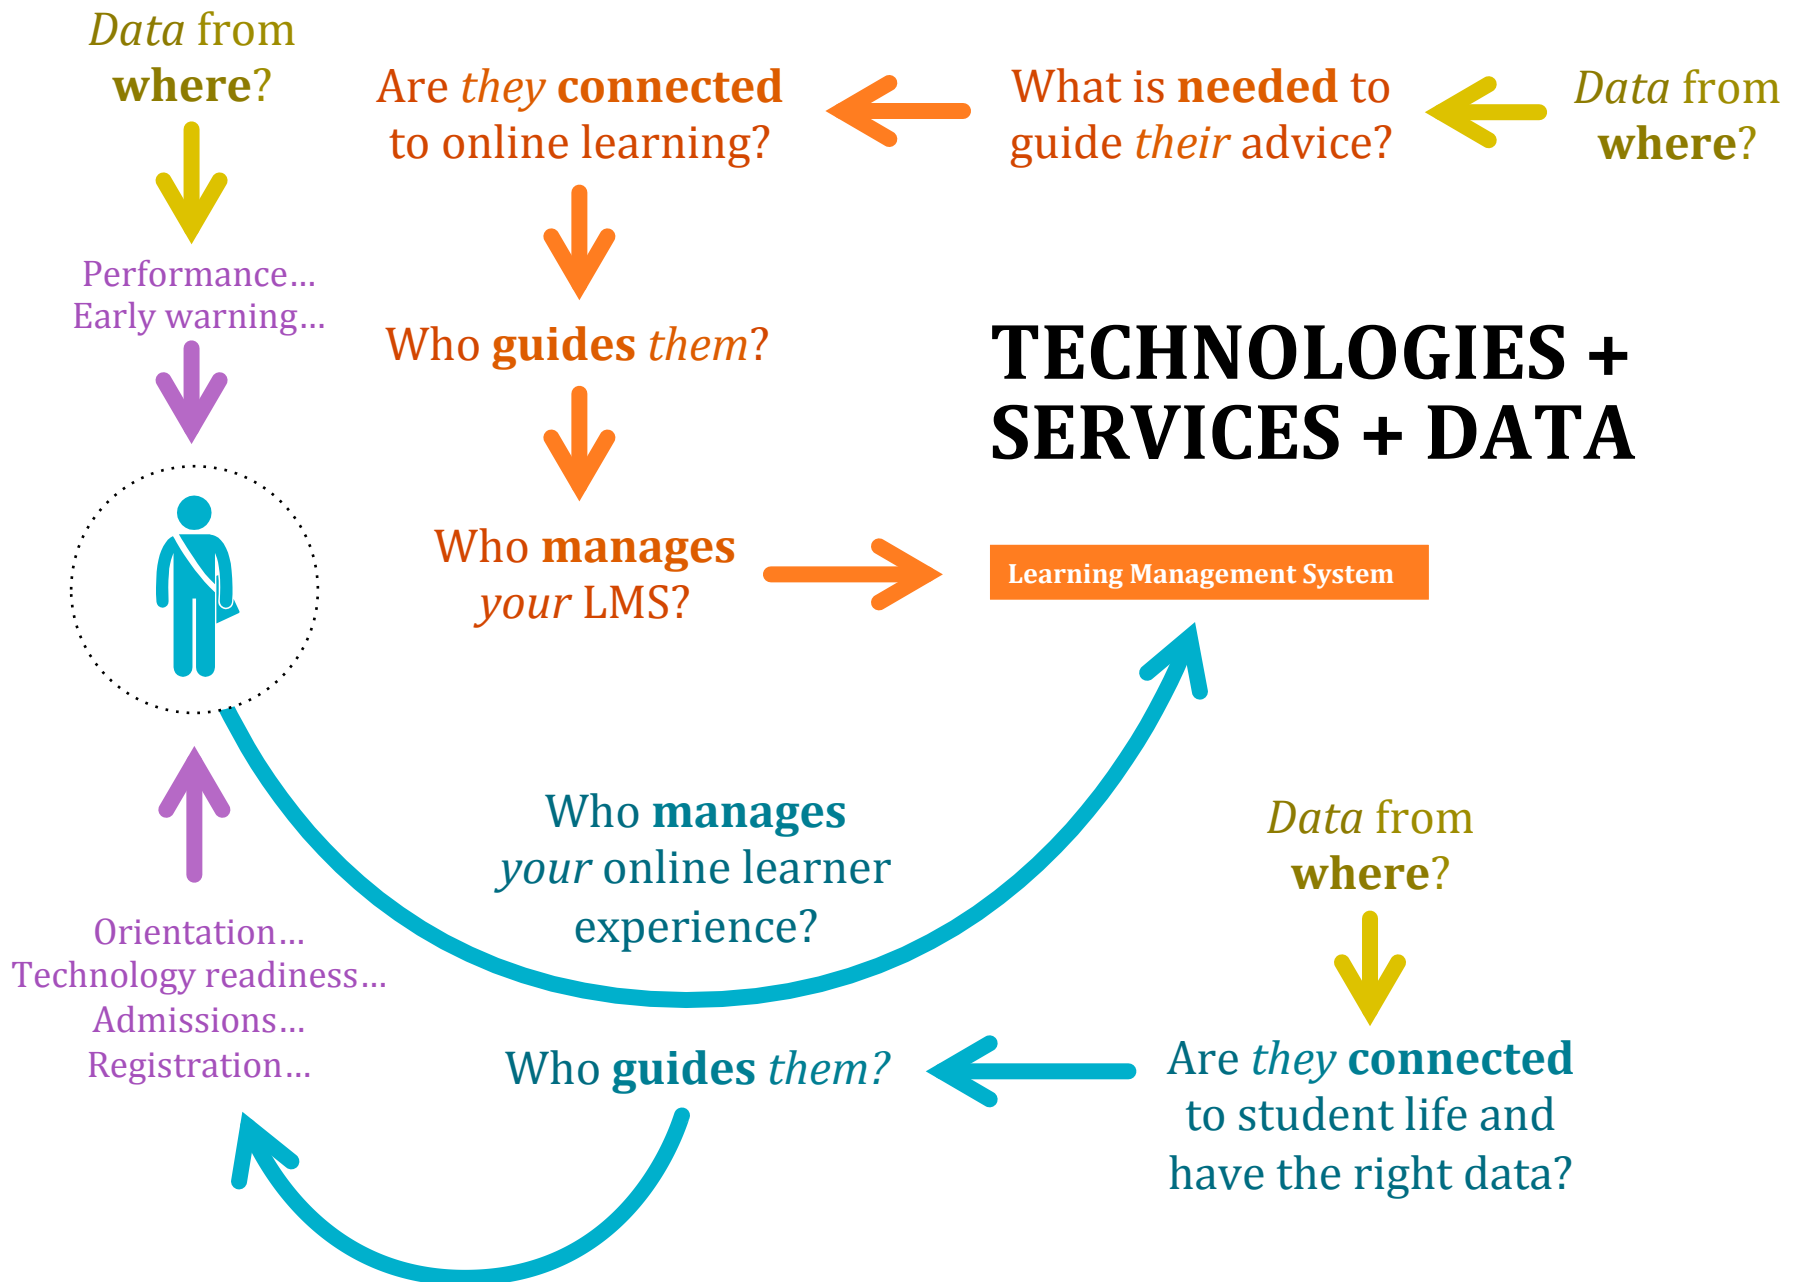 Data from
where?
Are they connected
to online learning?
What is needed to
guide their advice?
Data from
where?
Performance...
Early warning...
Who guides them?
TECHNOLOGIES +
SERVICES + DATA
Who manages
your LMS?
Learning Management System
Who manages
your online learner
experience?
Data from
where?
Orientation...
Technology readiness...
Admissions...
Registration...
Who guides them?
Are they connected
to student life and
have the right data?